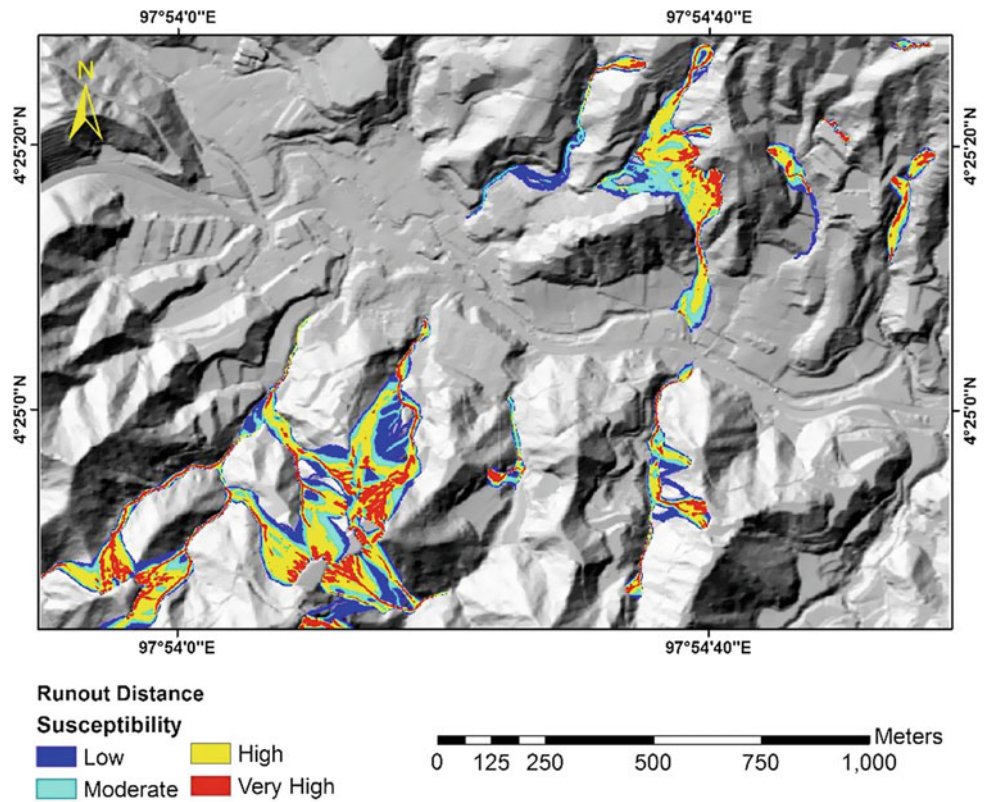 97°54'0"E 97°54'40"E
N
4°25'20"N 4°25'20"N
4°25'0"N 4°25'0"N
97°54'0"E 97°54'40"E
Runout Distance
Susceptibility
Low High
Moderate Very High
Meters
0 125 250 500 750 1,000